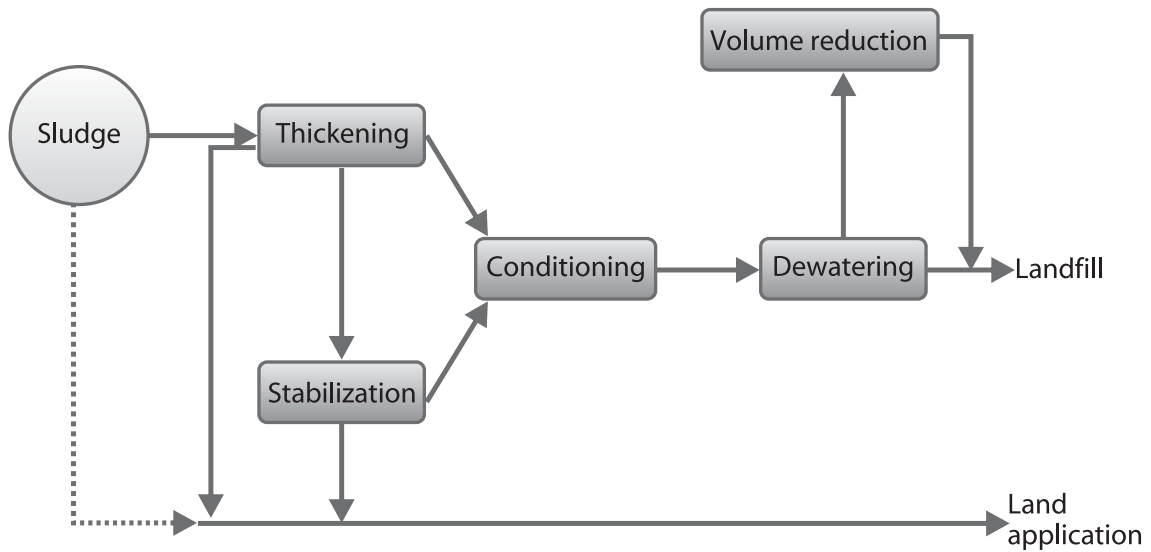 Volume reduction
Sludge
Thickening
Conditioning
Dewatering
Landfill
Stabilization
Land
application